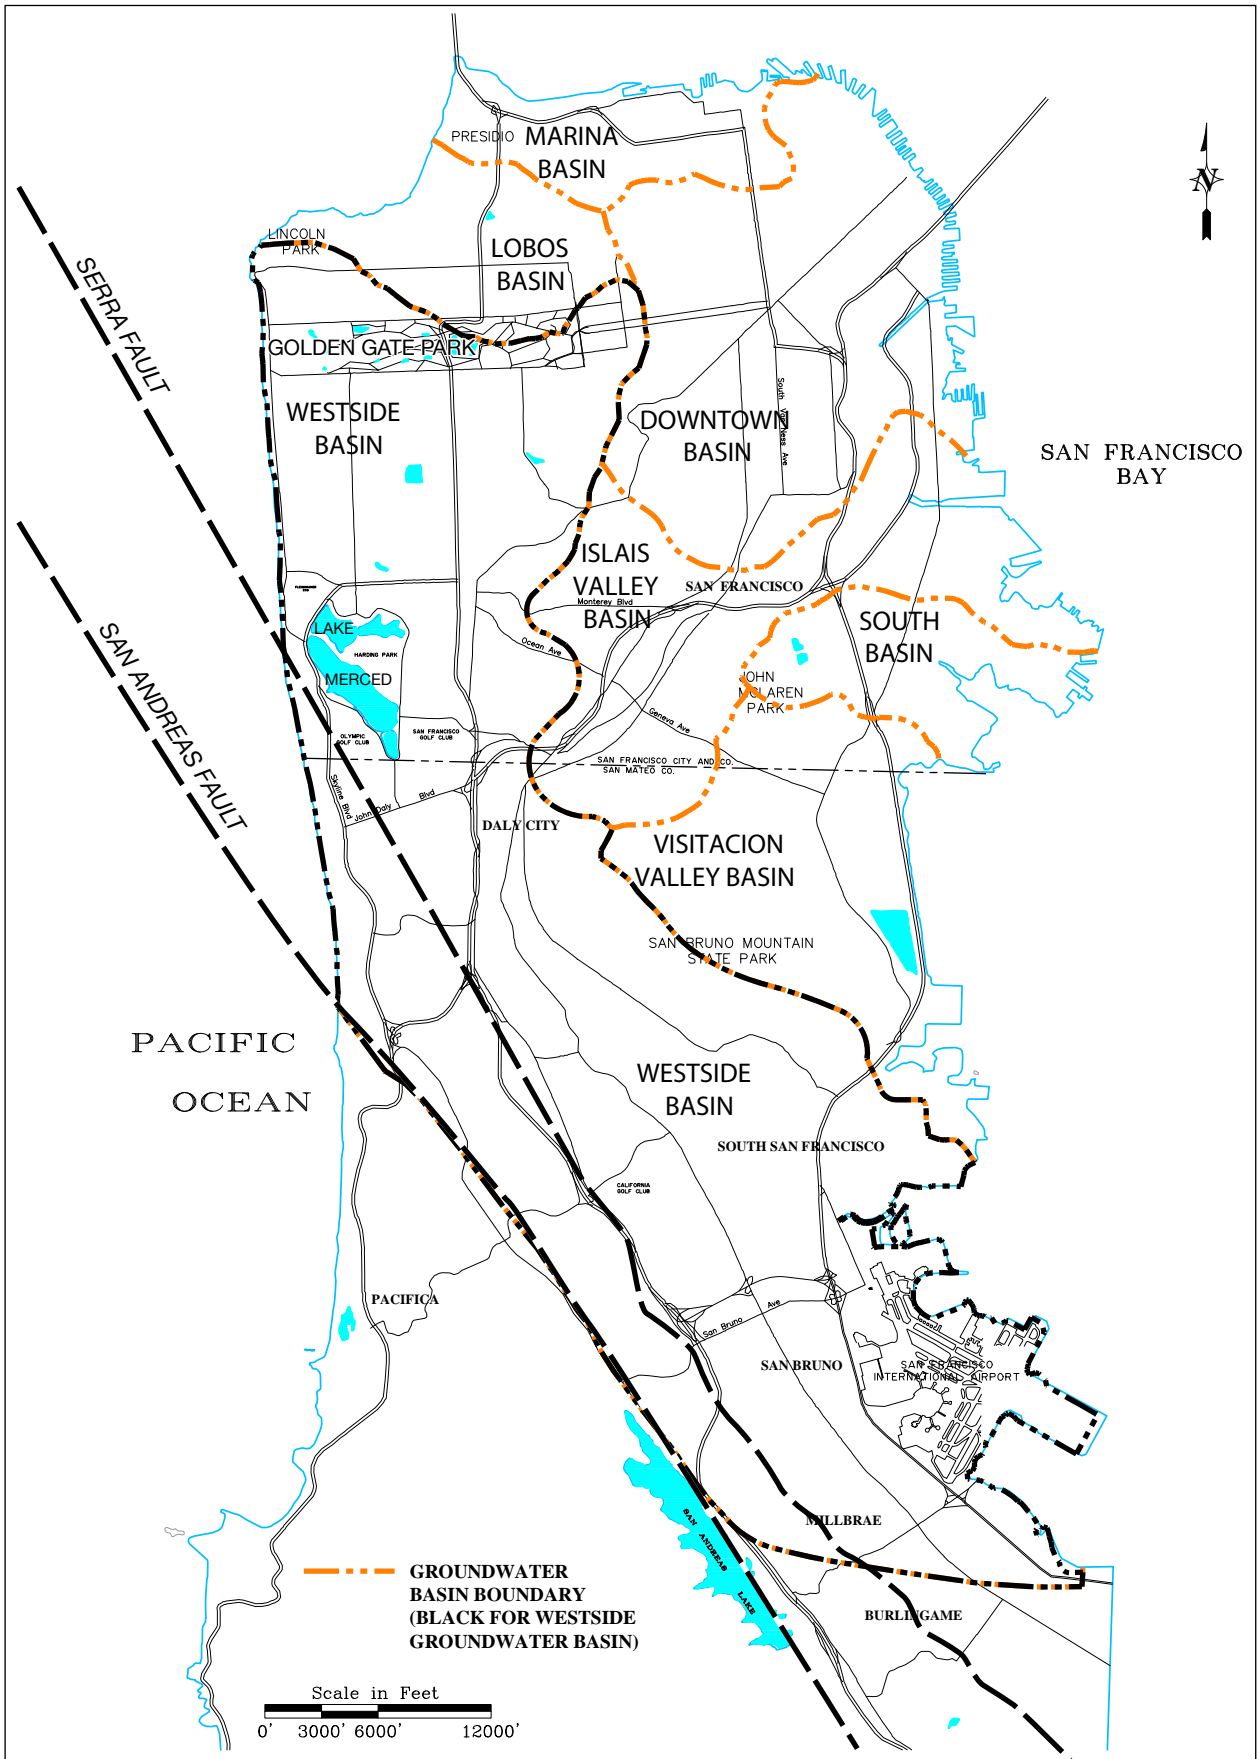 PRESIDIO
MARINA
BASIN
N
LINCOLN
PARK
LOBOS
BASIN
SERRA FAULT
GOLDEN GATE PARK
WESTSIDE
BASIN
DOWNTOWN
BASIN
South Van Ness Ave
SAN FRANCISCO
BAY
ISLAIS
VALLEY
BASIN
SAN FRANCISCO
Monterey Blvd
Ocean Ave
SOUTH
BASIN
LAKE
MERCED
HARDING PARK
JOHN
MCLAREN
PARK
SAN ANDREAS FAULT
Geneva Ave
OLYMPIC
GOLF CLUB
SAN FRANCISCO
GOLF CLUB
SAN FRANCISCO CITY AND CO.
SAN MATEO CO.
Skyline Blvd
John Daly Blvd
DALY CITY
VISITACION
VALLEY BASIN
SAN BRUNO MOUNTAIN
STATE PARK
PACIFIC
OCEAN
WESTSIDE
BASIN
SOUTH SAN FRANCISCO
CALIFORNIA
GOLF CLUB
PACIFICA
San Bruno Ave
SAN BRUNO
SAN FRANCISCO
INTERNATIONAL AIRPORT
SAN ANDREAS LAKE
MILLBRAE
BURLINGAME
GROUNDWATER
BASIN BOUNDARY
(BLACK FOR WESTSIDE
GROUNDWATER BASIN)
Scale in Feet
0' 3000' 6000' 12000'